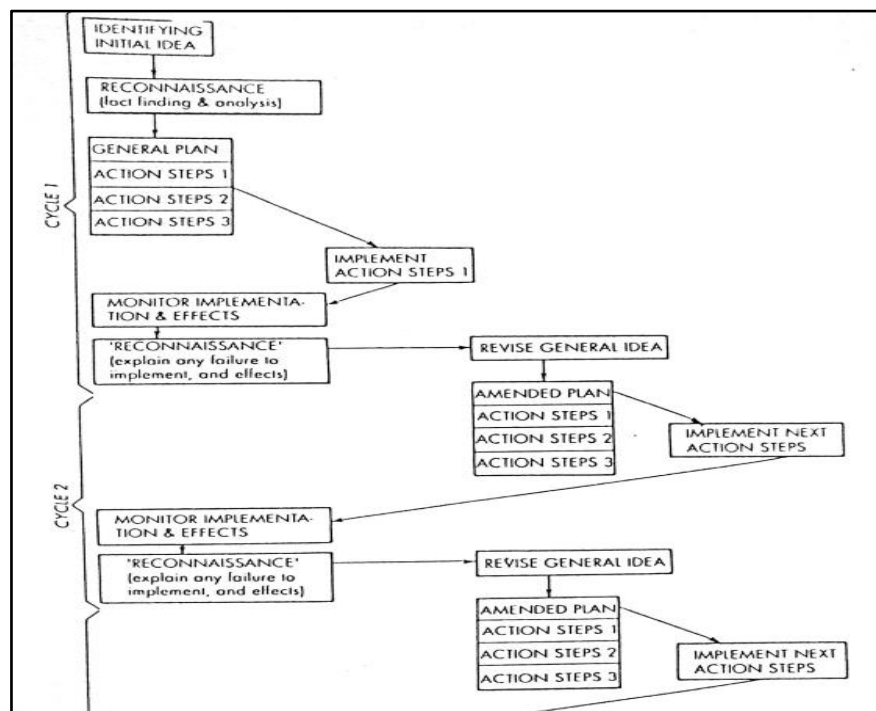 IDENTIFYING
INITIAL IDEA
RECONNAISSANCE
(fact finding & analysis)
GENERAL PLAN
ACTION STEPS 1
ACTION STEPS 2
ACTION STEPS 3
CYCLE 1
IMPLEMENT
ACTION STEPS 1
MONITOR IMPLEMENTA-
TION & EFFECTS
'RECONNAISSANCE'
(explain any failure to
implement, and effects)
REVISE GENERAL IDEA
AMENDED PLAN
ACTION STEPS 1
ACTION STEPS 2
ACTION STEPS 3
IMPLEMENT NEXT
ACTION STEPS
CYCLE 2
MONITOR IMPLEMENTA-
TION & EFFECTS
'RECONNAISSANCE'
(explain any failure to
implement, and effects)
REVISE GENERAL IDEA
AMENDED PLAN
ACTION STEPS 1
ACTION STEPS 2
ACTION STEPS 3
IMPLEMENT NEXT
ACTION STEPS